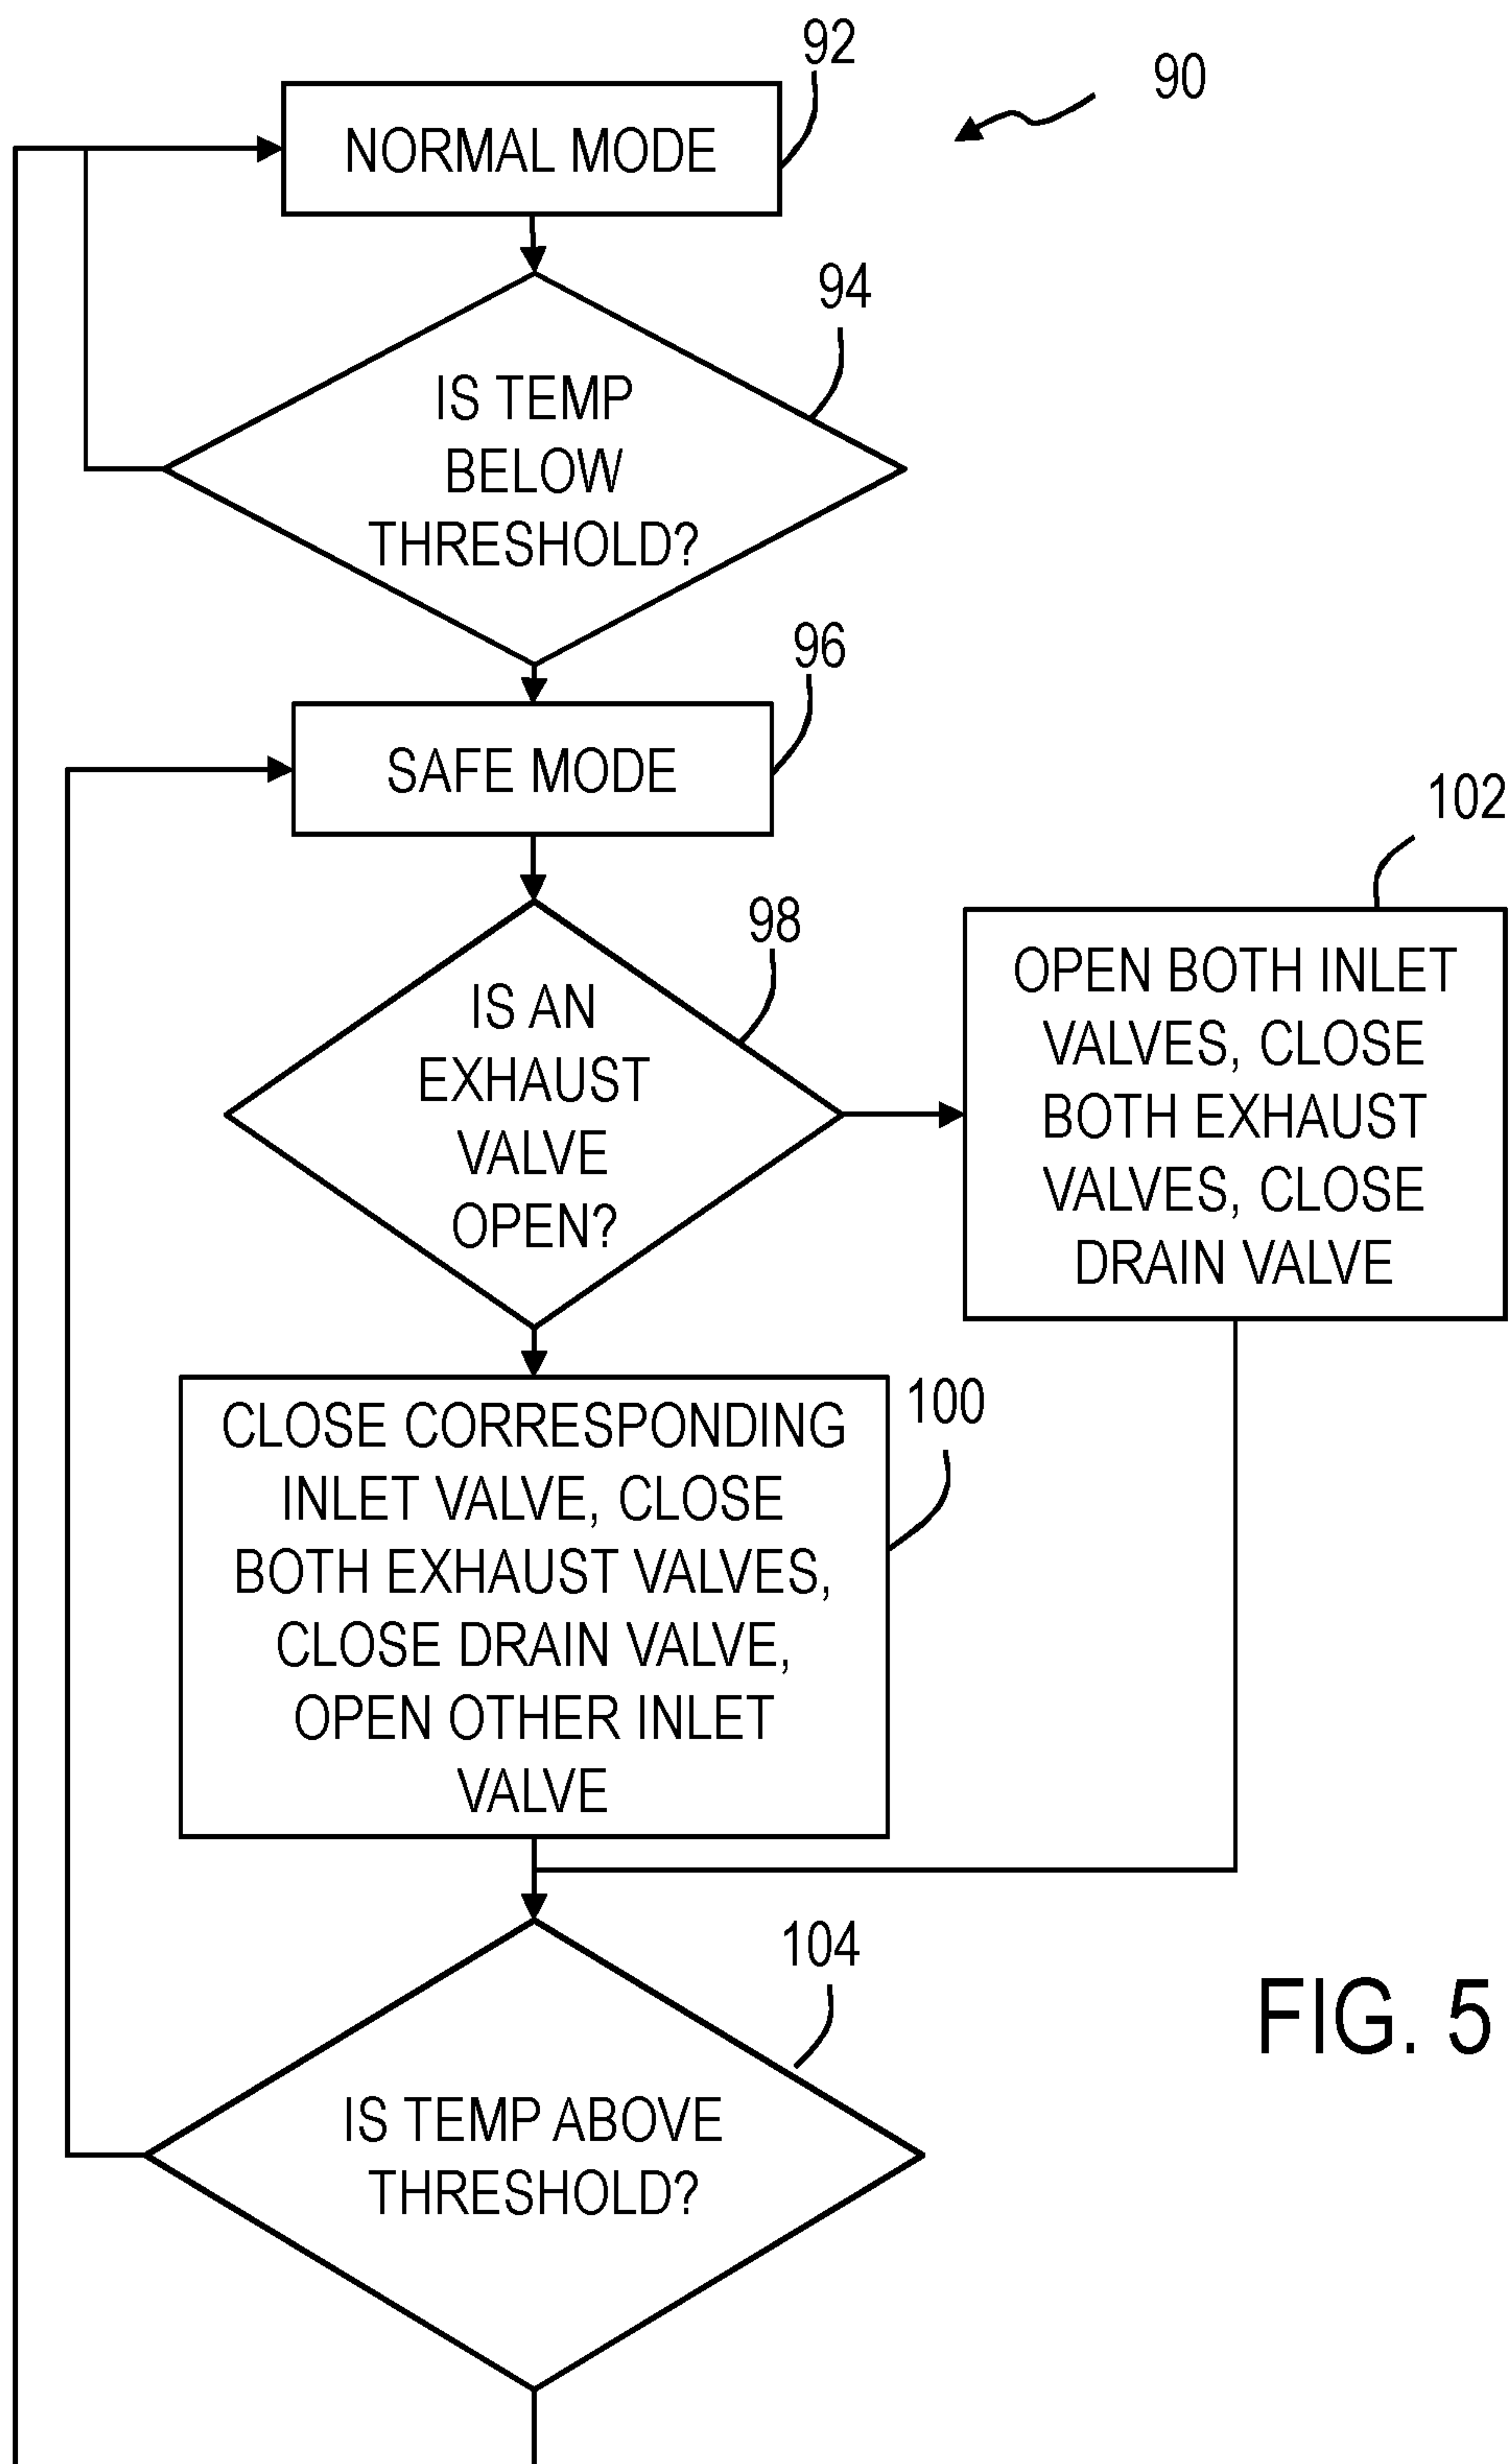 92
90
NORMAL MODE
94
IS TEMP
BELOW
THRESHOLD?
96
SAFE MODE
102
98
OPEN BOTH INLET
VALVES, CLOSE
BOTH EXHAUST
VALVES, CLOSE
DRAIN VALVE
IS AN
EXHAUST
VALVE
OPEN?
100
CLOSE CORRESPONDING
INLET VALVE, CLOSE
BOTH EXHAUST VALVES,
CLOSE DRAIN VALVE,
OPEN OTHER INLET
VALVE
104
IS TEMP ABOVE
THRESHOLD?
FIG. 5